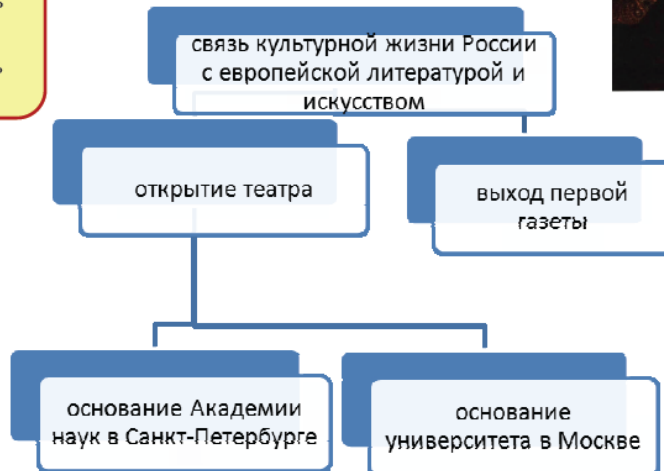 связь культурной жизни России
с европейской литературой и
искусством
открытие театра
выход первой
газеты
основание Академии
наук в Санкт-Петербурге
основание
университета в Москве